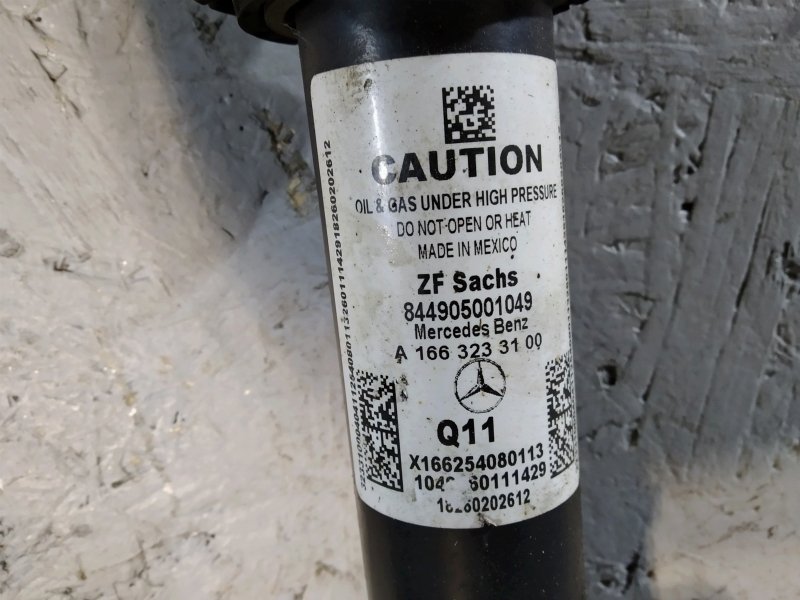 CAUTION
OIL & GAS UNDER HIGH PRESSURE
DO NOT OPEN OR HEAT
MADE IN MEXICO
ZF Sachs
844905001049
Mercedes Benz
A 166 323 31 00
Q11
X166254080113